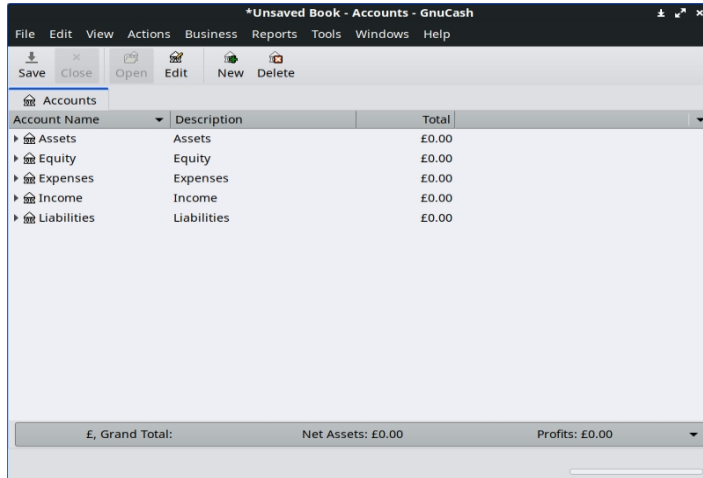 *Unsaved Book - Accounts - GnuCash
File Edit View Actions Business Reports Tools Windows Help
Save Close Open Edit New Delete
Accounts
Account Name Description Total
Assets Assets £0.00
Equity Equity £0.00
Expenses Expenses £0.00
Income Income £0.00
Liabilities Liabilities £0.00
£, Grand Total: Net Assets: £0.00 Profits: £0.00